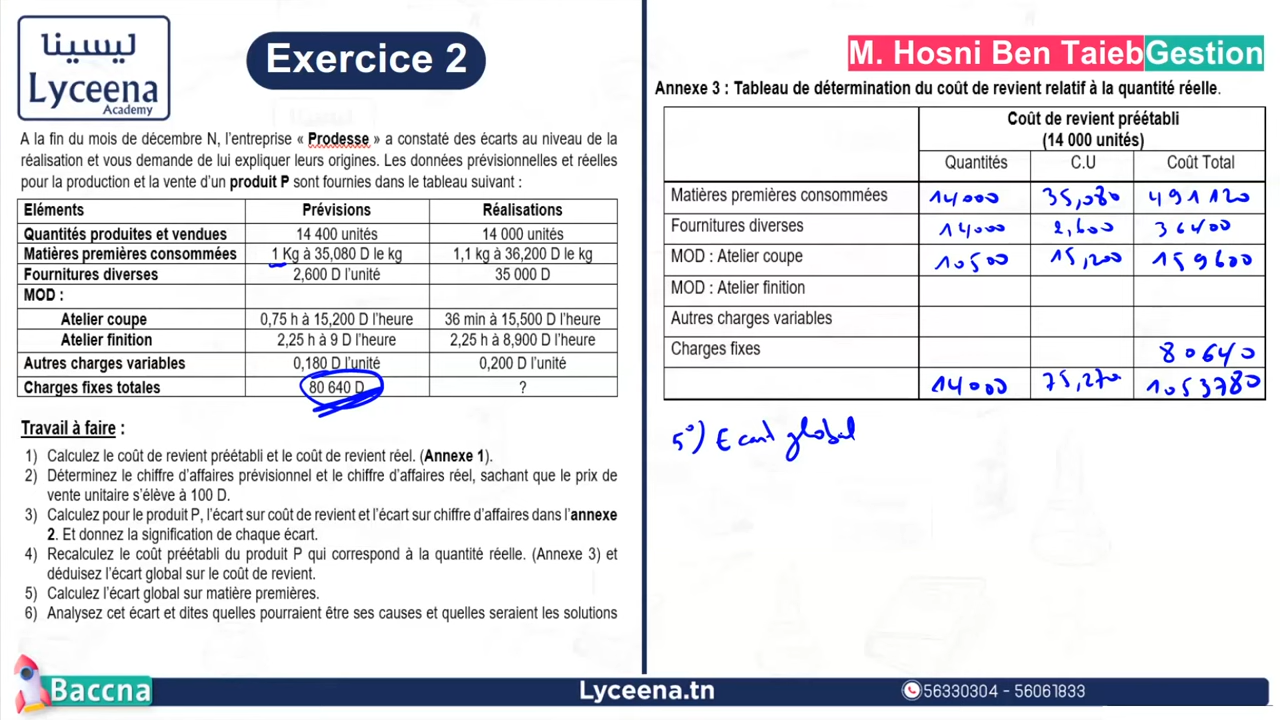 ليسينا
Lyceena
Academy
Exercice 2
M. Hosni Ben Taieb Gestion
A la fin du mois de décembre N, l'entreprise « Prodesse » a constaté des écarts au niveau de la
réalisation et vous demande de lui expliquer leurs origines. Les données prévisionnelles et réelles
pour la production et la vente d'un produit P sont fournies dans le tableau suivant :
Eléments Prévisions Réalisations
Quantités produites et vendues 14 400 unités 14 000 unités
Matières premières consommées 1 Kg à 35,080 D le kg 1,1 kg à 36,200 D le kg
Fournitures diverses 2,600 D l'unité 35 000 D
MOD :
Atelier coupe 0,75 h à 15,200 D l'heure 36 min à 15,500 D l'heure
Atelier finition 2,25 h à 9 D l'heure 2,25 h à 8,900 D l'heure
Autres charges variables 0,180 D l'unité 0,200 D l'unité
Charges fixes totales 80 640 D ?
Travail à faire :
1) Calculez le coût de revient préétabli et le coût de revient réel. (Annexe 1).
2) Déterminez le chiffre d'affaires prévisionnel et le chiffre d'affaires réel, sachant que le prix de
vente unitaire s'élève à 100 D.
3) Calculez pour le produit P, l'écart sur coût de revient et l'écart sur chiffre d'affaires dans l'annexe
2. Et donnez la signification de chaque écart.
4) Recalculez le coût préétabli du produit P qui correspond à la quantité réelle. (Annexe 3) et
déduisez l'écart global sur le coût de revient.
5) Calculez l'écart global sur matière premières.
6) Analysez cet écart et dites quelles pourraient être ses causes et quelles seraient les solutions
Annexe 3 : Tableau de détermination du coût de revient relatif à la quantité réelle.
Coût de revient préétabli
(14 000 unités)
Quantités C.U Coût Total
Matières premières consommées 14000 35,080 491120
Fournitures diverses 14000 2,600 36400
MOD : Atelier coupe 10500 15,200 159600
MOD : Atelier finition
Autres charges variables
Charges fixes 80640
14000 75,270 1053780
5°) Ecart global
Baccna
Lyceena.tn
56330304 - 56061833